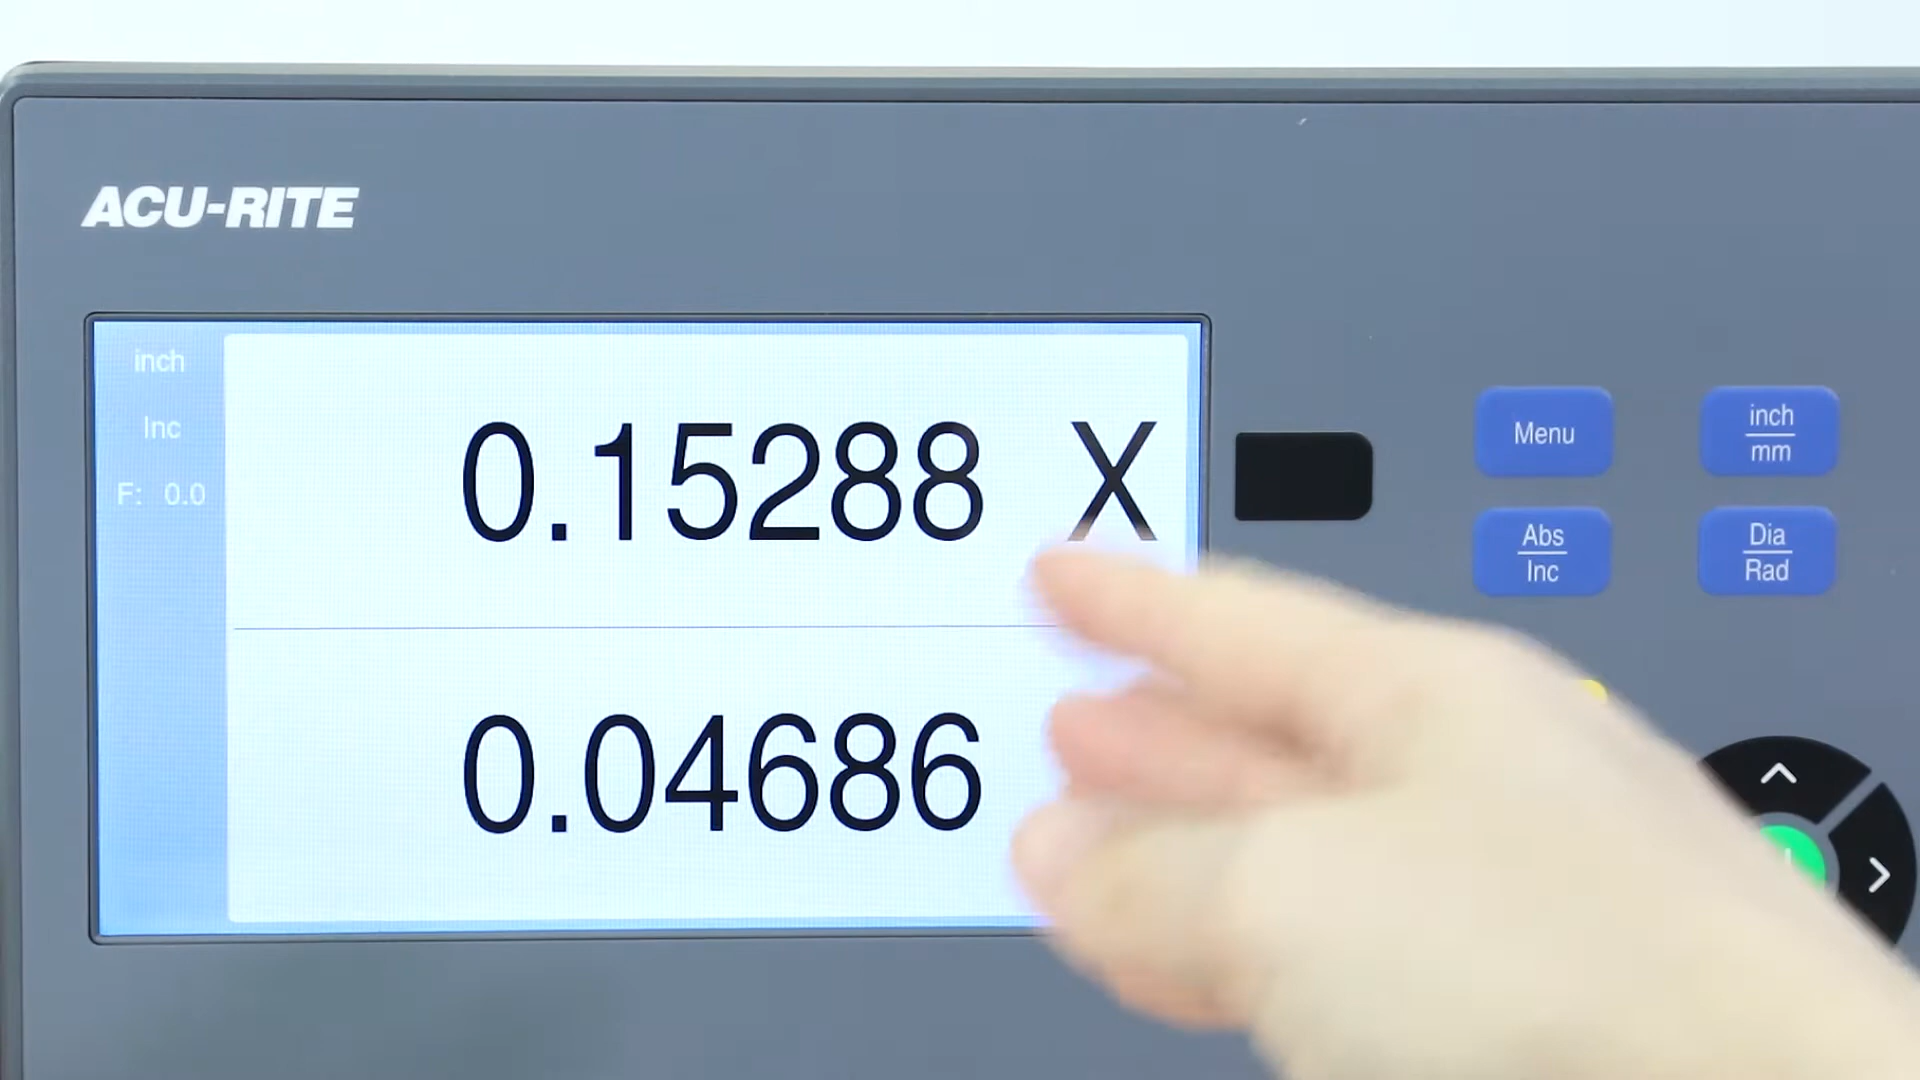 ACU-RITE
inch
Inc
F: 0.0
0.15288 X
0.04686
Menu
inch
mm
Abs
Inc
Dia
Rad